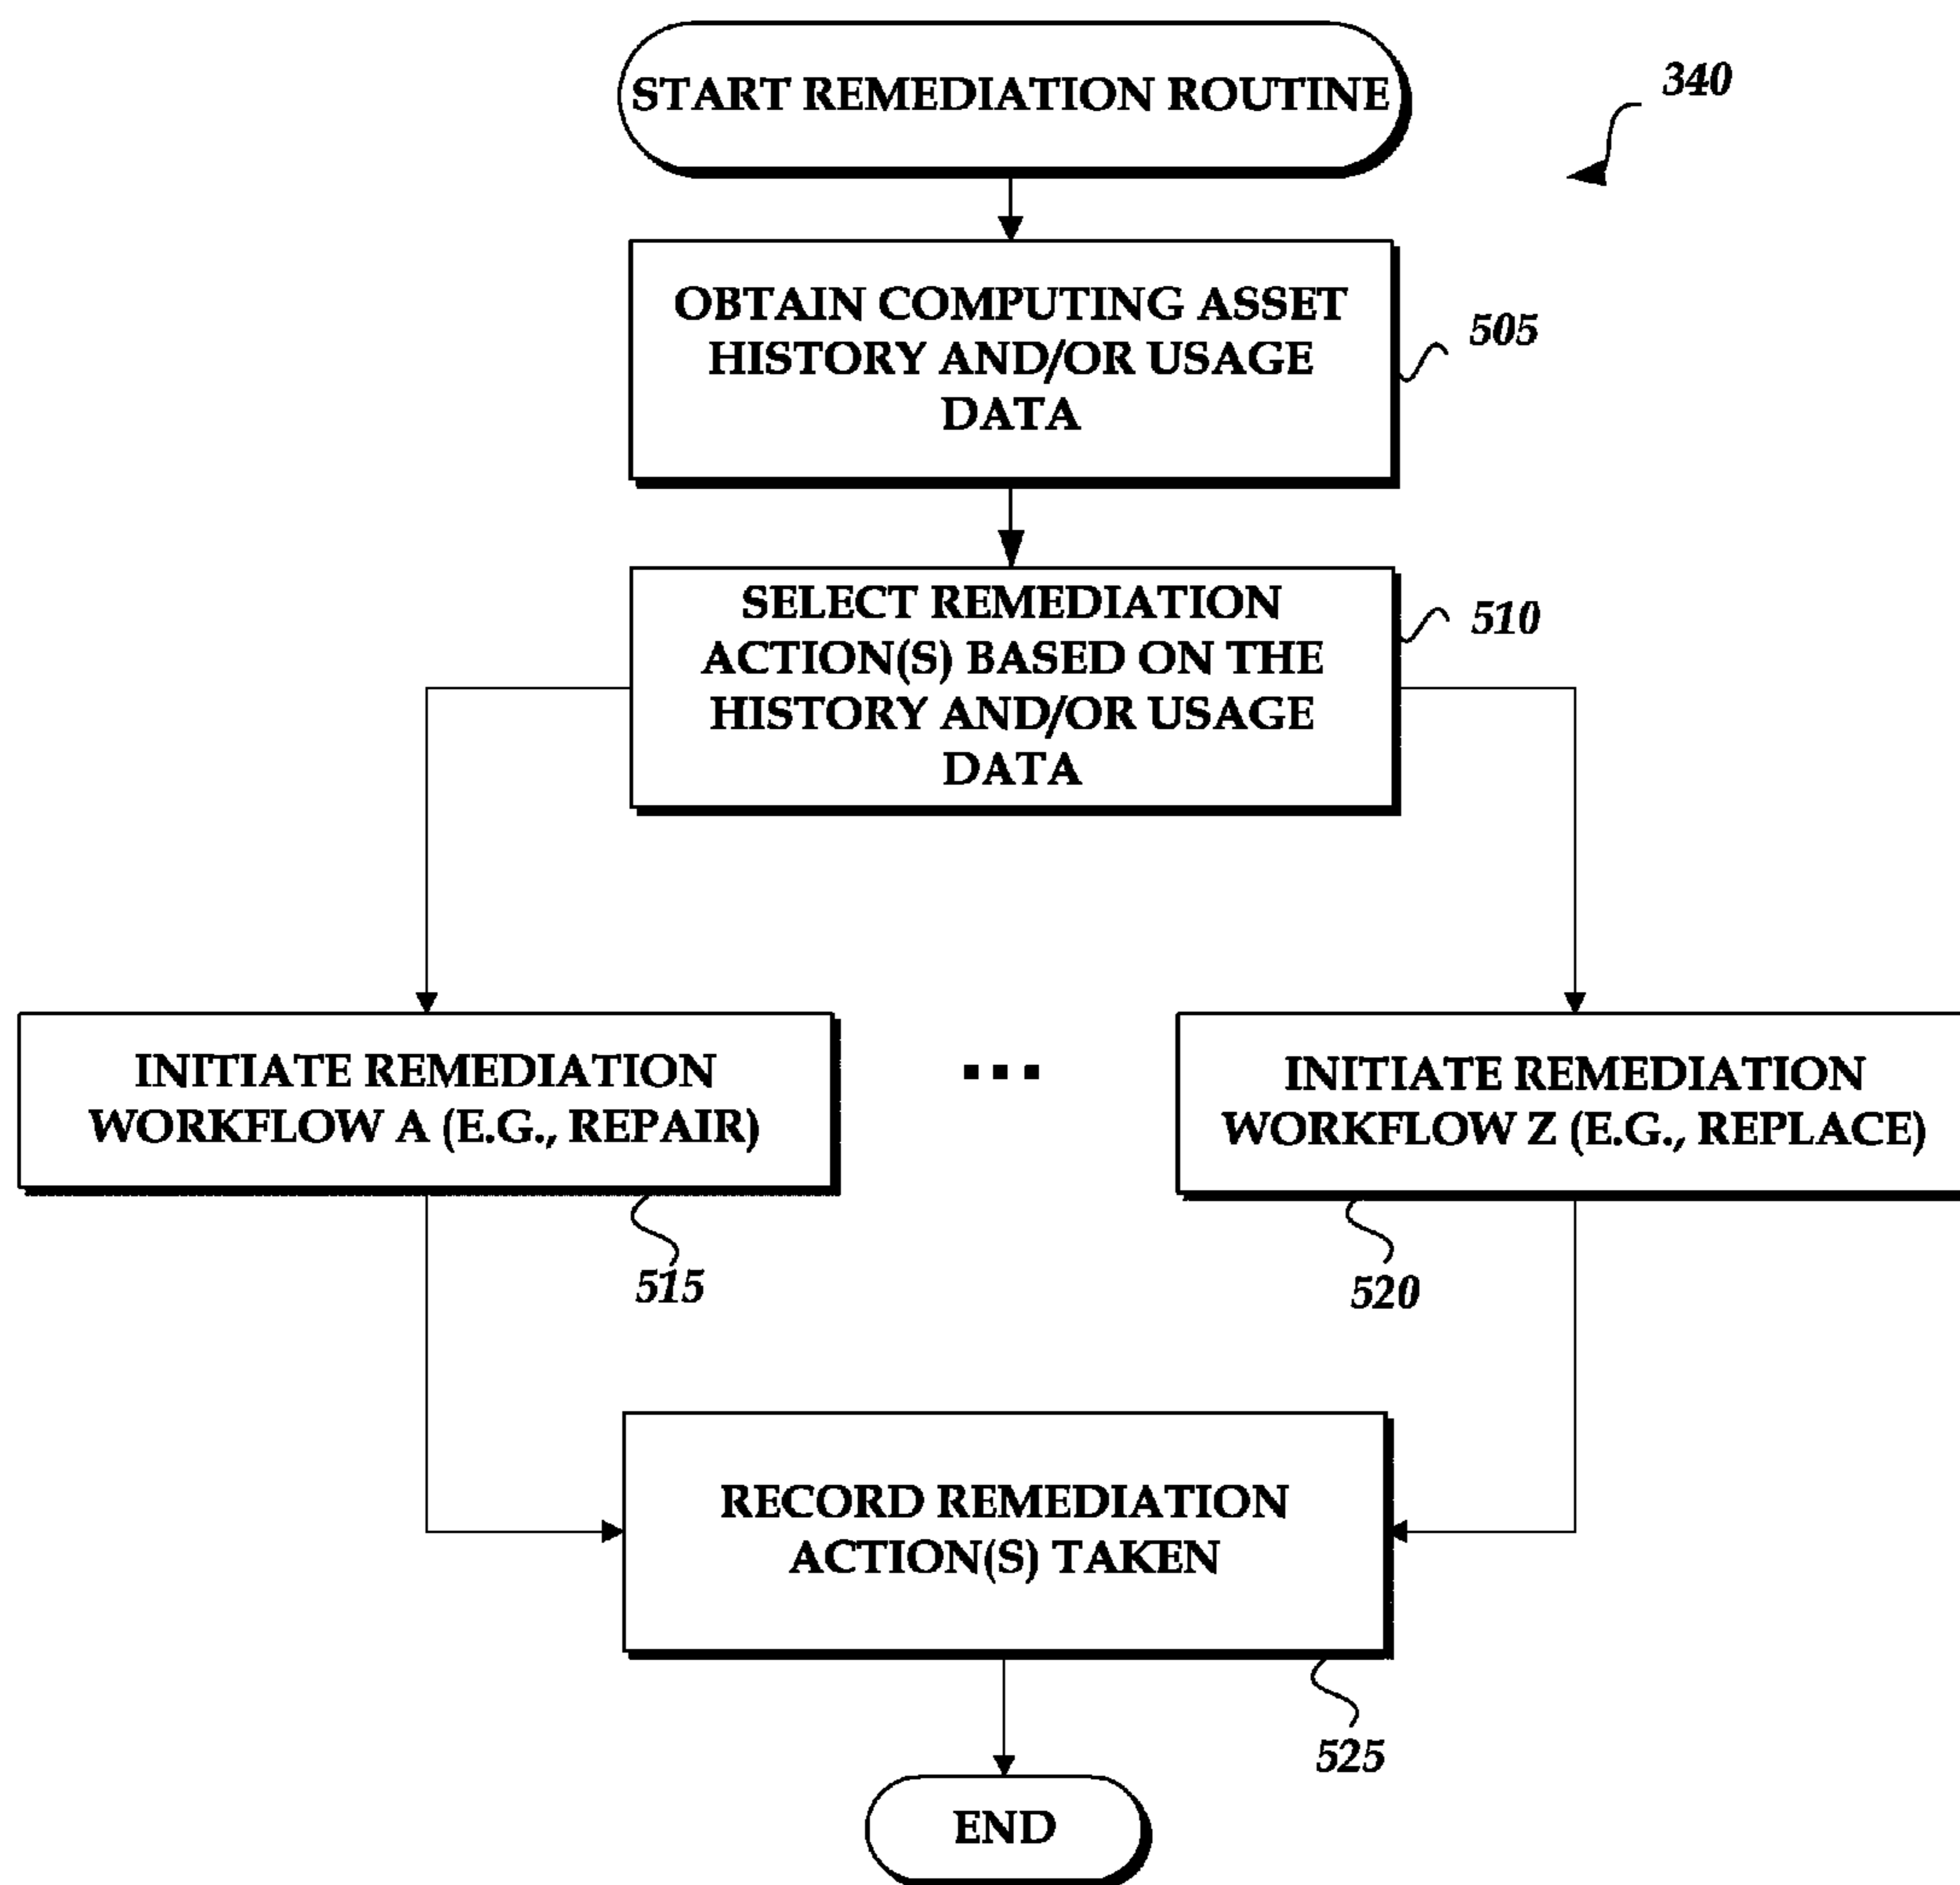 START REMEDIATION ROUTINE
340
OBTAIN COMPUTING ASSET
HISTORY AND/OR USAGE
DATA
505
SELECT REMEDIATION
ACTION(S) BASED ON THE
HISTORY AND/OR USAGE
DATA
510
INITIATE REMEDIATION
WORKFLOW A (E.G., REPAIR)
515
...
INITIATE REMEDIATION
WORKFLOW Z (E.G., REPLACE)
520
RECORD REMEDIATION
ACTION(S) TAKEN
525
END